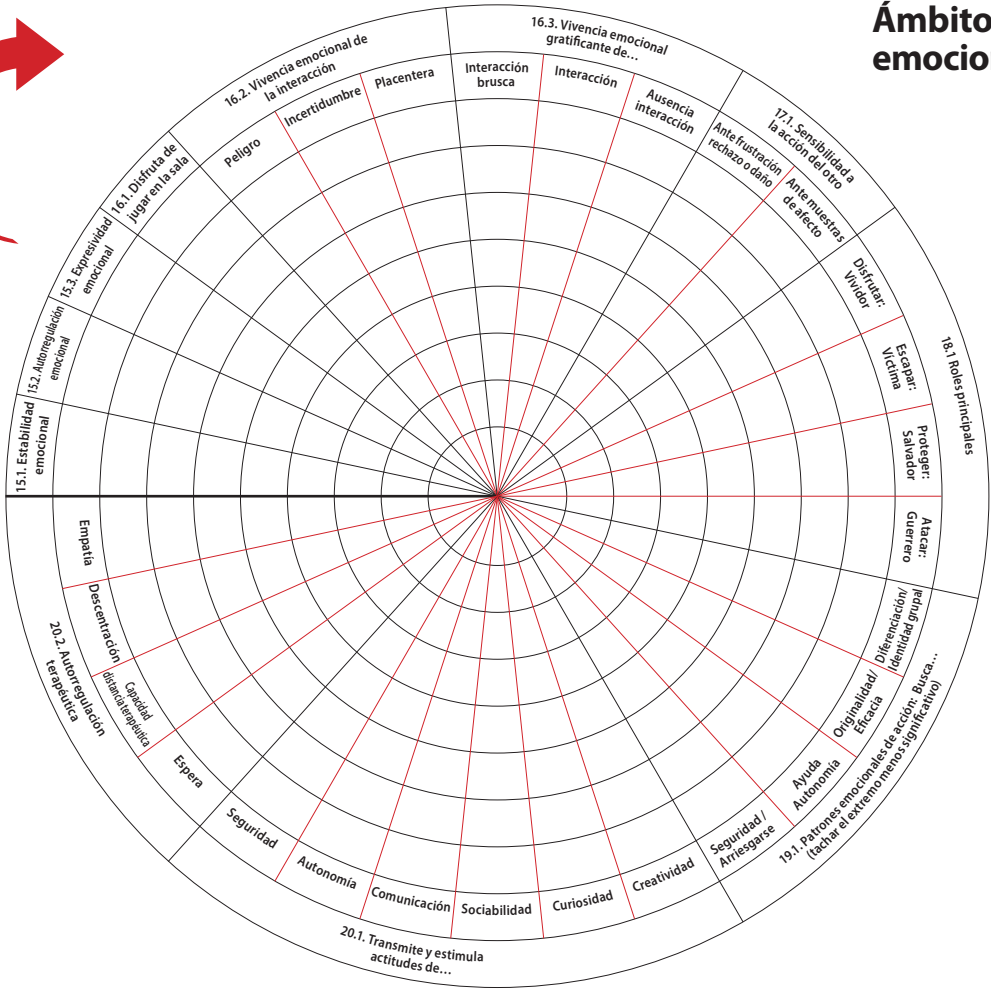 Ámbito
emocio
15.1. Estabilidad
emocional
15.2. Autorregulación
emocional
15.3. Expresividad
emocional
16.1. Disfruta de
jugar en la sala
16.2. Vivencia emocional de
la interacción
Peligro
Incertidumbre
Placentera
16.3. Vivencia emocional
gratificante de…
Interacción
brusca
Interacción
Ausencia
interacción
17.1. Sensibilidad a
la acción del otro
Ante frustración
rechazo o daño
Ante muestras
de afecto
18.1 Roles principales
Disfrutar:
Vividor
Escapar:
Víctima
Proteger:
Salvador
Atacar:
Guerrero
19.1. Patrones emocionales de acción: Busca…
(tachar el extremo menos significativo)
Diferenciación/
Identidad grupal
Originalidad/
Eficacia
Ayuda
Autonomía
Seguridad /
Arriesgarse
20.1. Transmite y estimula
actitudes de…
Creatividad
Curiosidad
Sociabilidad
Comunicación
Autonomía
Seguridad
20.2. Autorregulación
terapéutica
Espera
Capacidad
distancia terapéutica
Descentración
Empatía